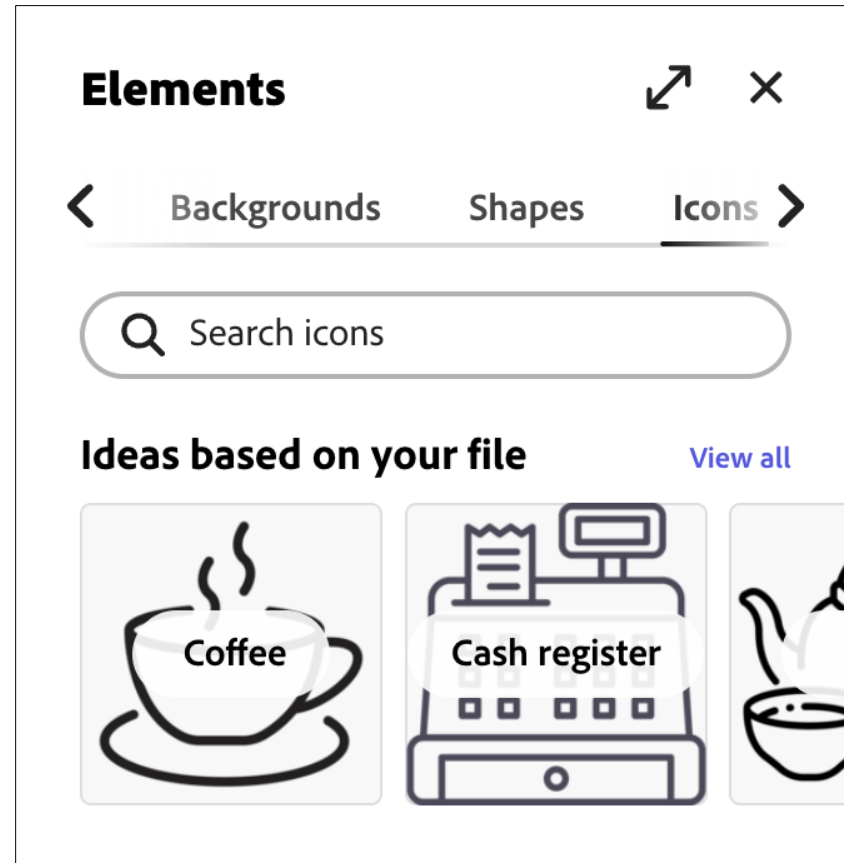 Elements
Backgrounds Shapes Icons
Search icons
Ideas based on your file View all
Coffee Cash register